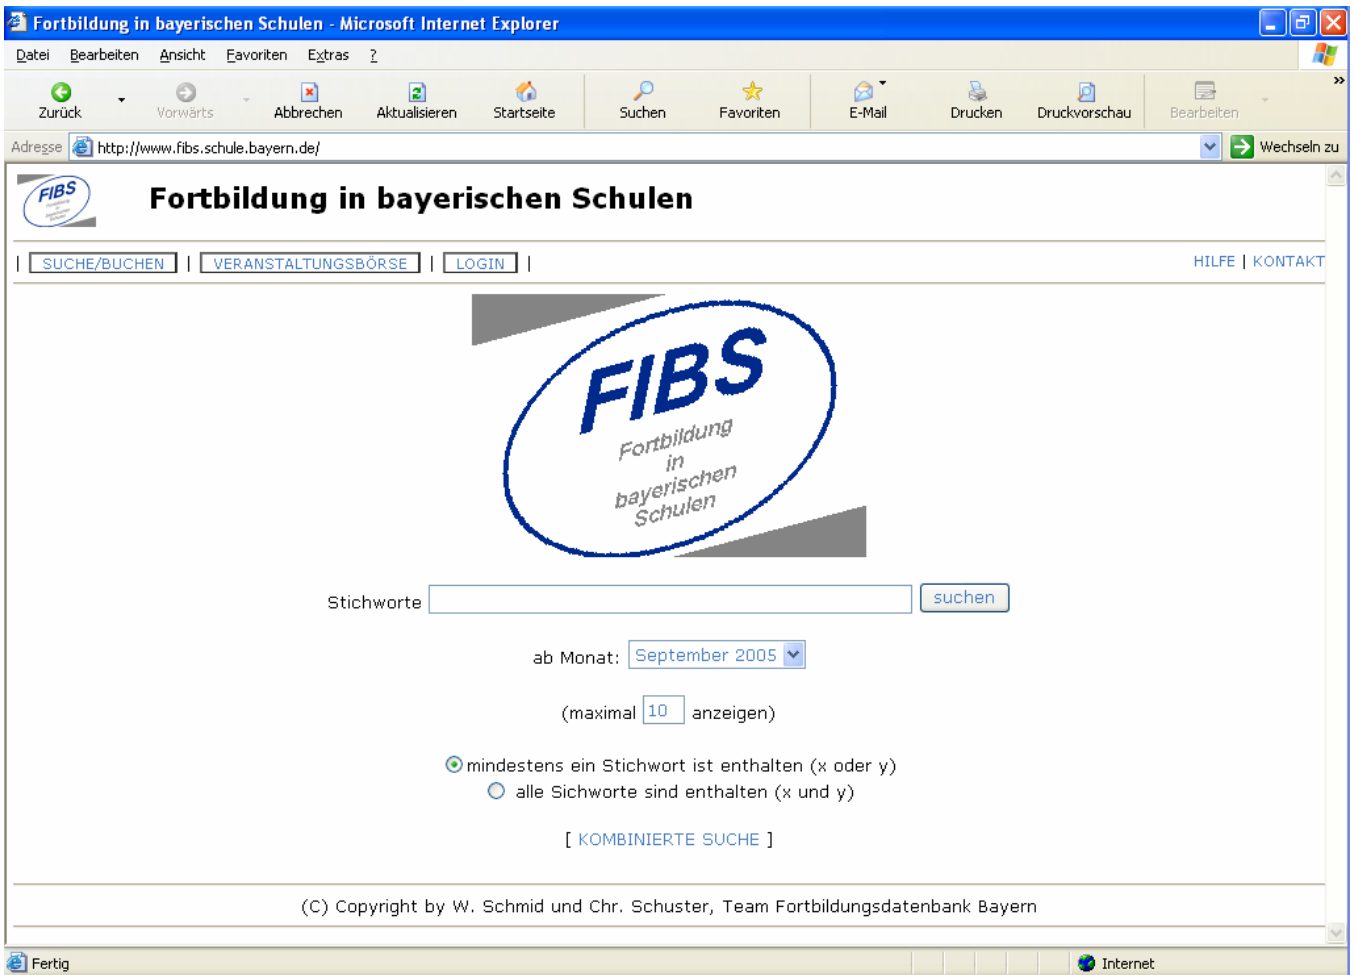 Fortbildung in bayerischen Schulen - Microsoft Internet Explorer
Datei Bearbeiten Ansicht Favoriten Extras ?
Zurück Vorwärts Abbrechen Aktualisieren Startseite Suchen Favoriten E-Mail Drucken Druckvorschau Bearbeiten »
Adresse http://www.fibs.schule.bayern.de/ Wechseln zu
FIBS
Fortbildung
in
bayerischen
Schulen
Fortbildung in bayerischen Schulen
| SUCHE/BUCHEN | VERANSTALTUNGSBÖRSE | LOGIN | HILFE | KONTAKT
FIBS
Fortbildung
in
bayerischen
Schulen
Stichworte suchen
ab Monat: September 2005
(maximal 10 anzeigen)
mindestens ein Stichwort ist enthalten (x oder y)
alle Sichworte sind enthalten (x und y)
[ KOMBINIERTE SUCHE ]
(C) Copyright by W. Schmid und Chr. Schuster, Team Fortbildungsdatenbank Bayern
Fertig Internet